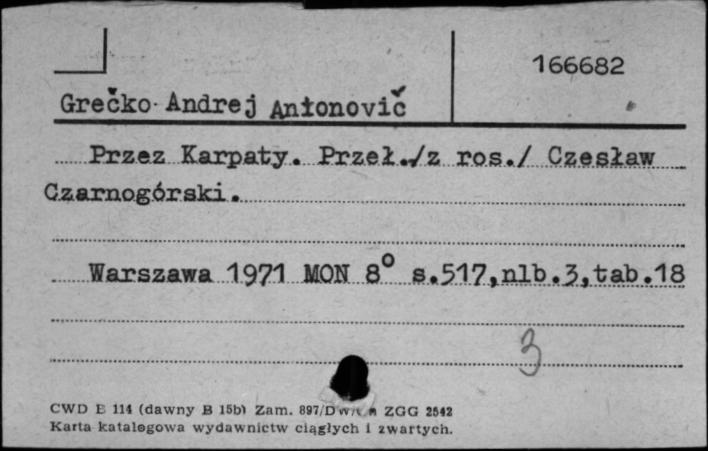 166682
Grečko Andrej Antonovič
Przez Karpaty. Przeł./z ros./ Czesław
Czarnogórski.
Warszawa 1971 MON 8° s.517,nlb.3,tab.18
3
CWD E 114 (dawny B 15b) Zam. 897/ ZGG 2542
Karta katalogowa wydawnictw ciągłych i zwartych.